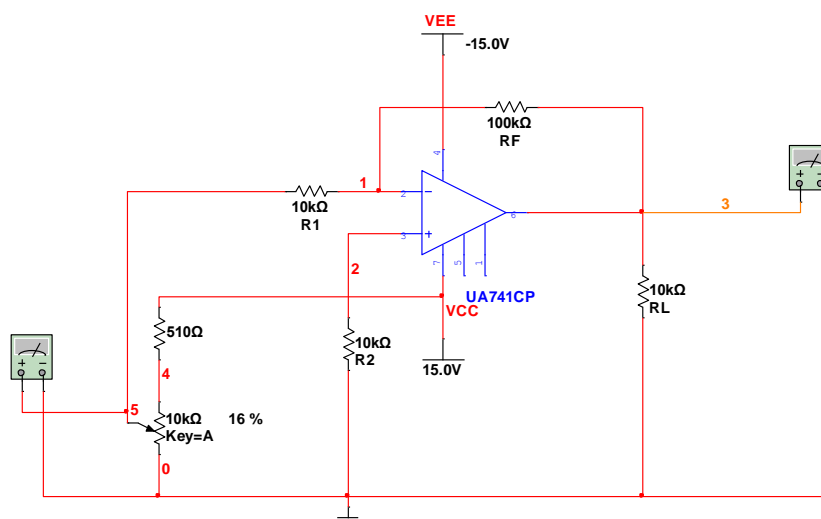 VEE
-15.0V
100kΩ
RF
4
1
2
10kΩ
R1
3
6
3
2
7
5
1
UA741CP
VCC
510Ω
10kΩ
R2
10kΩ
RL
15.0V
4
5
10kΩ
16 %
Key=A
0